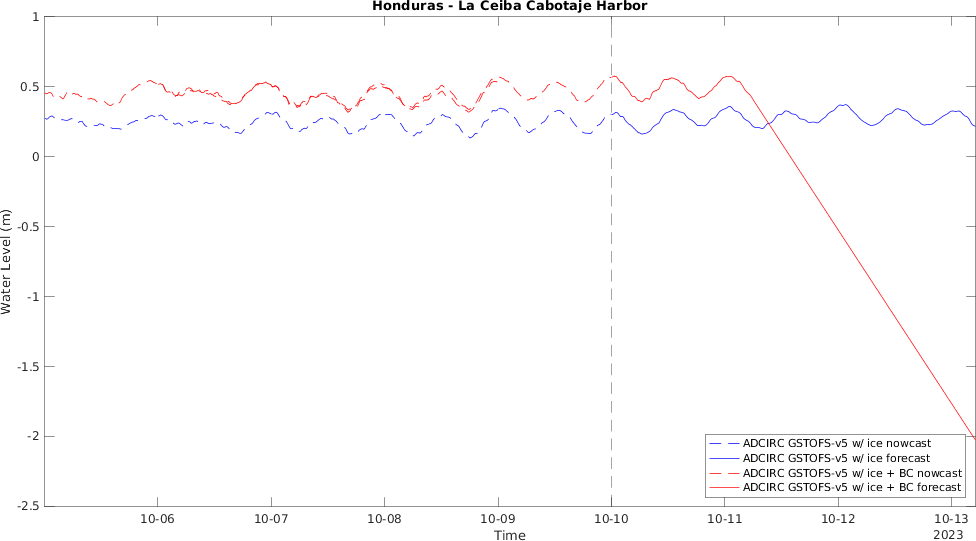 Honduras - La Ceiba Cabotaje Harbor
1
0.5
0
-0.5
-1
-1.5
-2
-2.5
Water Level (m)
ADCIRC GSTOFS-v5 w/ ice nowcast
ADCIRC GSTOFS-v5 w/ ice forecast
ADCIRC GSTOFS-v5 w/ ice + BC nowcast
ADCIRC GSTOFS-v5 w/ ice + BC forecast
10-06 10-07 10-08 10-09 10-10 10-11 10-12 10-13
Time 2023